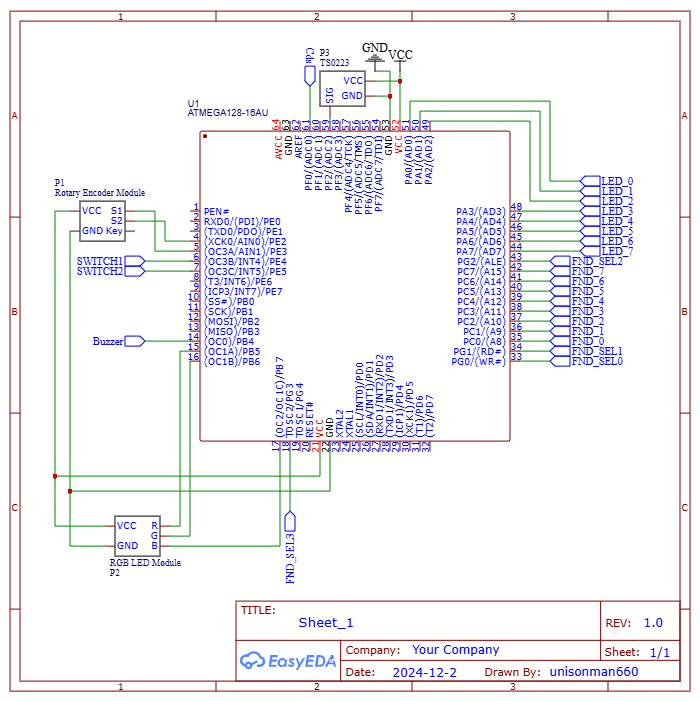 1
2
3
A
B
C
A
B
C
1
2
3
GND
VCC
Cds
P3
TS0223
VCC
GND
SIG
U1
ATMEGA128-16AU
64
63
62
61
60
59
58
57
56
55
54
53
52
51
50
49
AVCC
GND
AREF
PF0/(ADC0)
PF1/(ADC1)
PF2/(ADC2)
PF3/(ADC3)
PF4/(ADC4/TCK)
PF5/(ADC5/TMS)
PF6/(ADC6/TDO)
PF7/(ADC7/TDI)
GND
VCC
PA0/(AD0)
PA1/(AD1)
PA2/(AD2)
P1
Rotary Encoder Module
VCC S1
S2
GND Key
SWITCH1
SWITCH2
Buzzer
1 PEN#
2 RXD0/(PDI)/PE0
3 (TXD0/PDO)/PE1
4 (XCK0/AIN0)/PE2
5 (OC3A/AIN1)/PE3
6 (OC3B/INT4)/PE4
7 (OC3C/INT5)/PE5
8 (T3/INT6)/PE6
9 (ICP3/INT7)/PE7
10 (SS#)/PB0
11 (SCK)/PB1
12 (MOSI)/PB2
13 (MISO)/PB3
14 (OC0)/PB4
15 (OC1A)/PB5
16 (OC1B)/PB6
LED_0
LED_1
LED_2
PA3/(AD3) 48 LED_3
PA4/(AD4) 47 LED_4
PA5/(AD5) 46 LED_5
PA6/(AD6) 45 LED_6
PA7/(AD7) 44 LED_7
PG2/(ALE) 43 FND_SEL2
PC7/(A15) 42 FND_7
PC6/(A14) 41 FND_6
PC5/(A13) 40 FND_5
PC4/(A12) 39 FND_4
PC3/(A11) 38 FND_3
PC2/(A10) 37 FND_2
PC1/(A9) 36 FND_1
PC0/(A8) 35 FND_0
PG1/(RD#) 34 FND_SEL1
PG0/(WR#) 33 FND_SEL0
(OC2/OC1C)/PB7
TOSC2/PG3
TOSC1/PG4
RESET#
VCC
GND
XTAL2
XTAL1
(SCL/INT0)/PD0
(SDA/INT1)/PD1
(RXD1/INT2)/PD2
(TXD1/INT3)/PD3
(ICP1)/PD4
(XCK1)/PD5
(T1)/PD6
(T2)/PD7
17
18
19
20
21
22
23
24
25
26
27
28
29
30
31
32
FND_SEL3
VCC R
G
GND B
RGB LED Module
P2
TITLE:
Sheet_1
REV: 1.0
EasyEDA
Company: Your Company
Sheet: 1/1
Date: 2024-12-2
Drawn By: unisonman660